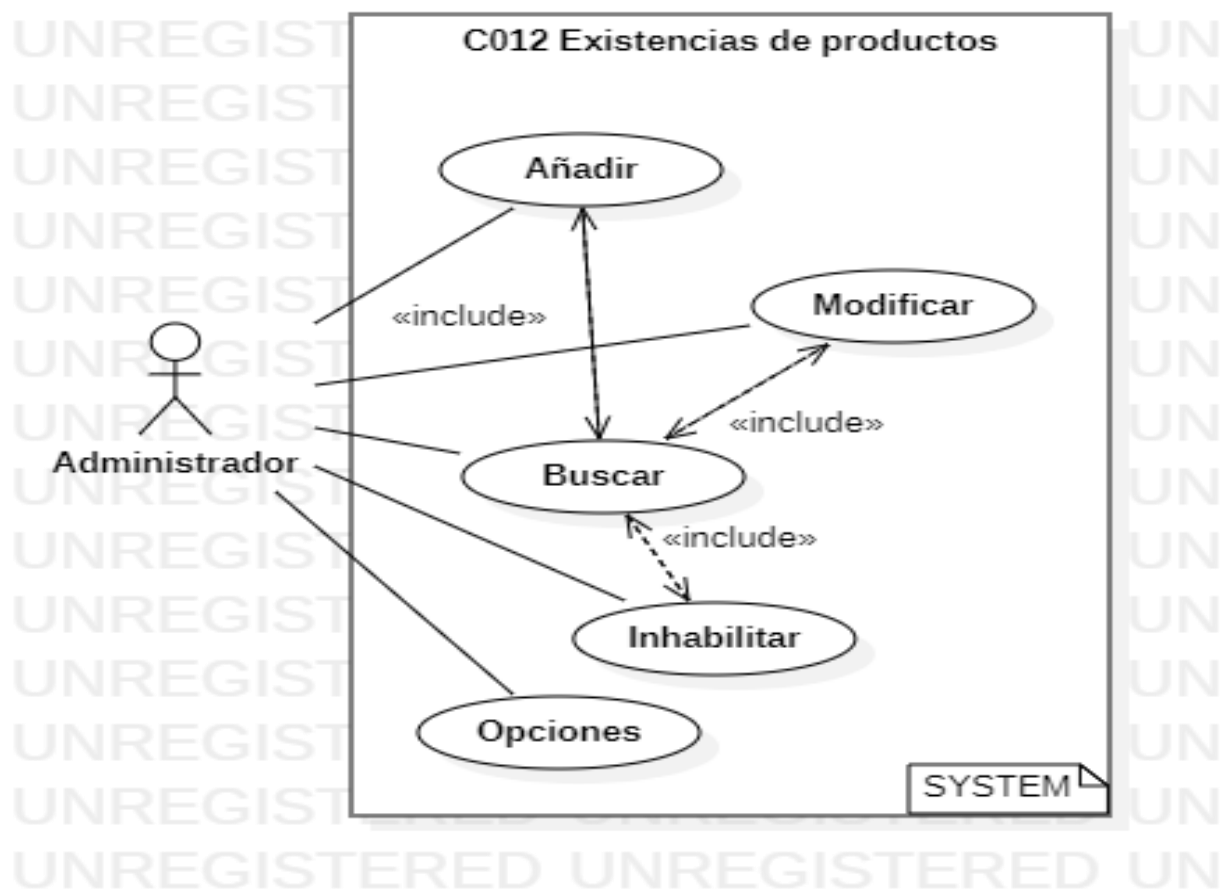 C012 Existencias de productos
Añadir
«include»
Modificar
«include»
Administrador
Buscar
«include»
Inhabilitar
Opciones
SYSTEM
UNREGISTERED UNREGISTERED UN